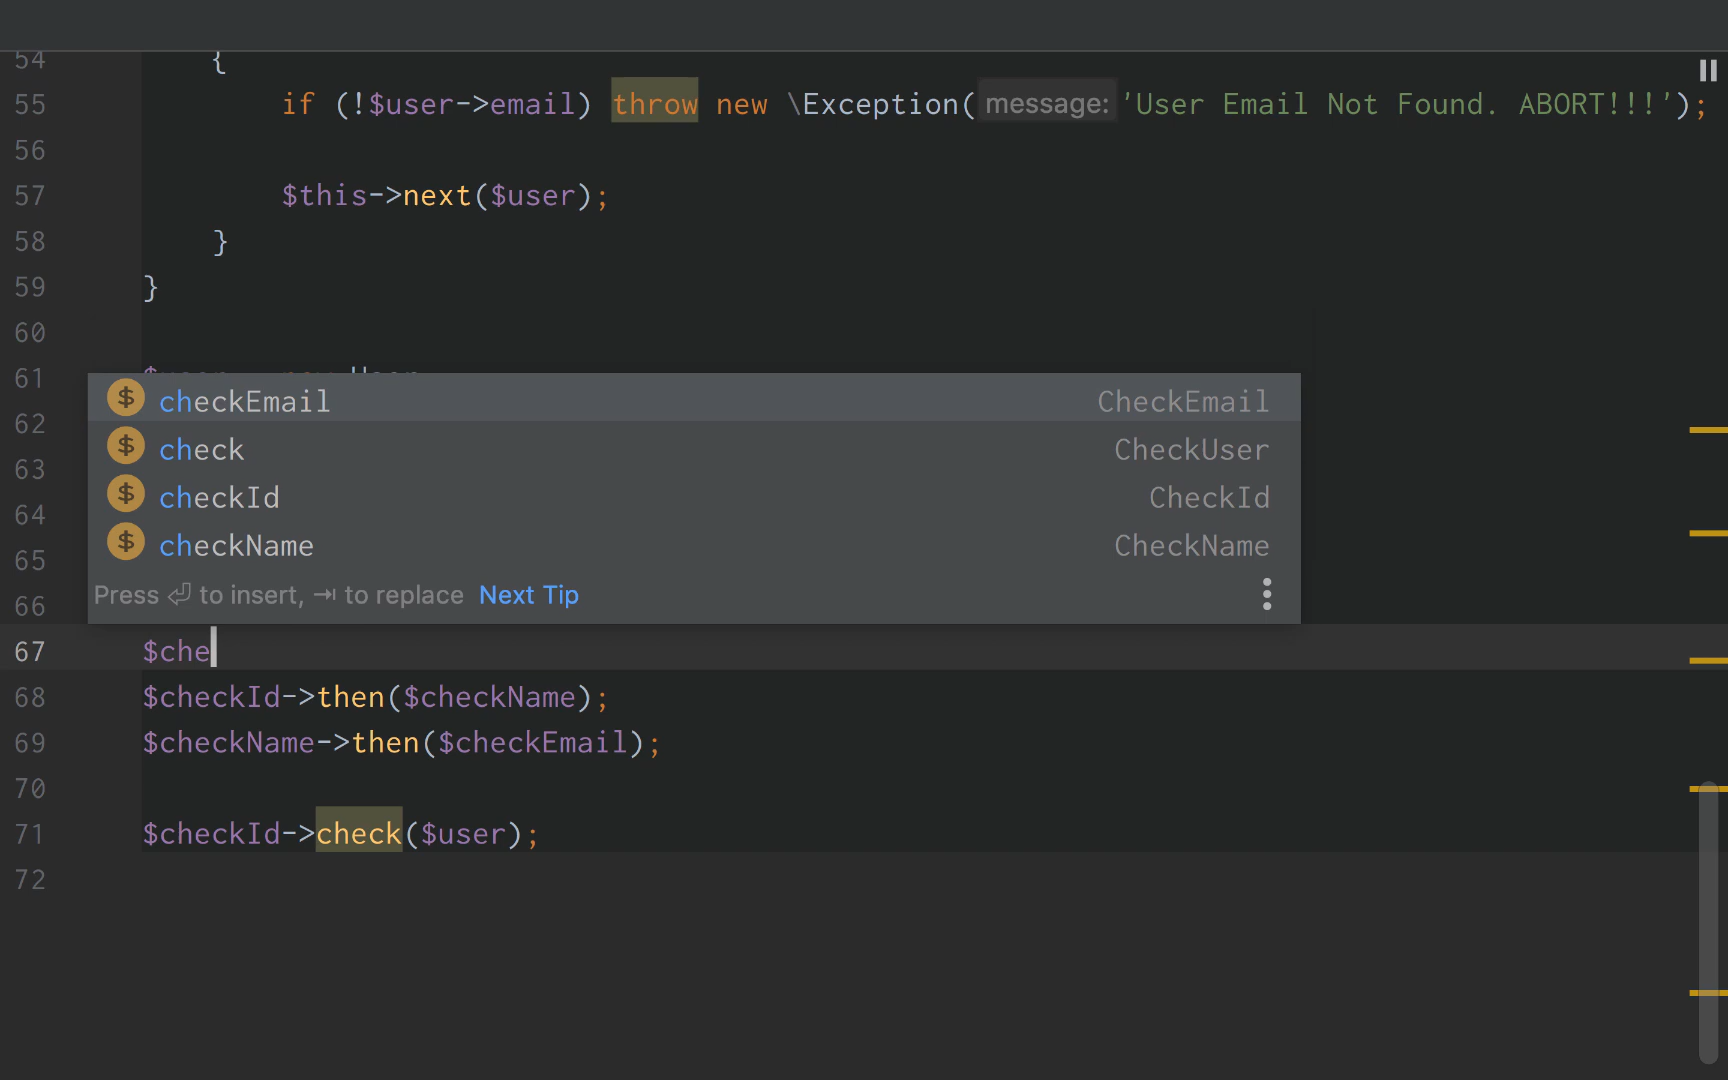 54 {
55 if (!$user->email) throw new \Exception( message: 'User Email Not Found. ABORT!!!');
56
57 $this->next($user);
58 }
59 }
60
61
62
63
64
65
66
checkEmail CheckEmail
check CheckUser
checkId CheckId
checkName CheckName
Press ⏎ to insert, ⇥ to replace Next Tip
67 $che
68 $checkId->then($checkName);
69 $checkName->then($checkEmail);
70
71 $checkId->check($user);
72